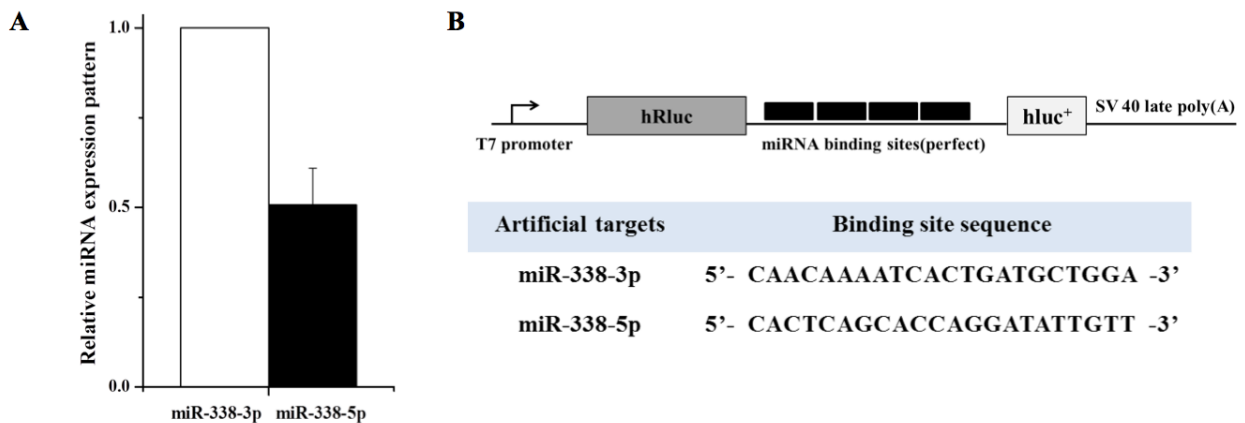 A
Relative miRNA expression pattern
1.0
0.5
0.0
miR-338-3p miR-338-5p
B
hRluc
hluc⁺
SV 40 late poly(A)
T7 promoter
miRNA binding sites(perfect)
Artificial targets Binding site sequence
miR-338-3p 5’- CAACAAAATCACTGATGCTGGA -3’
miR-338-5p 5’- CACTCAGCACCAGGATATTGTT -3’